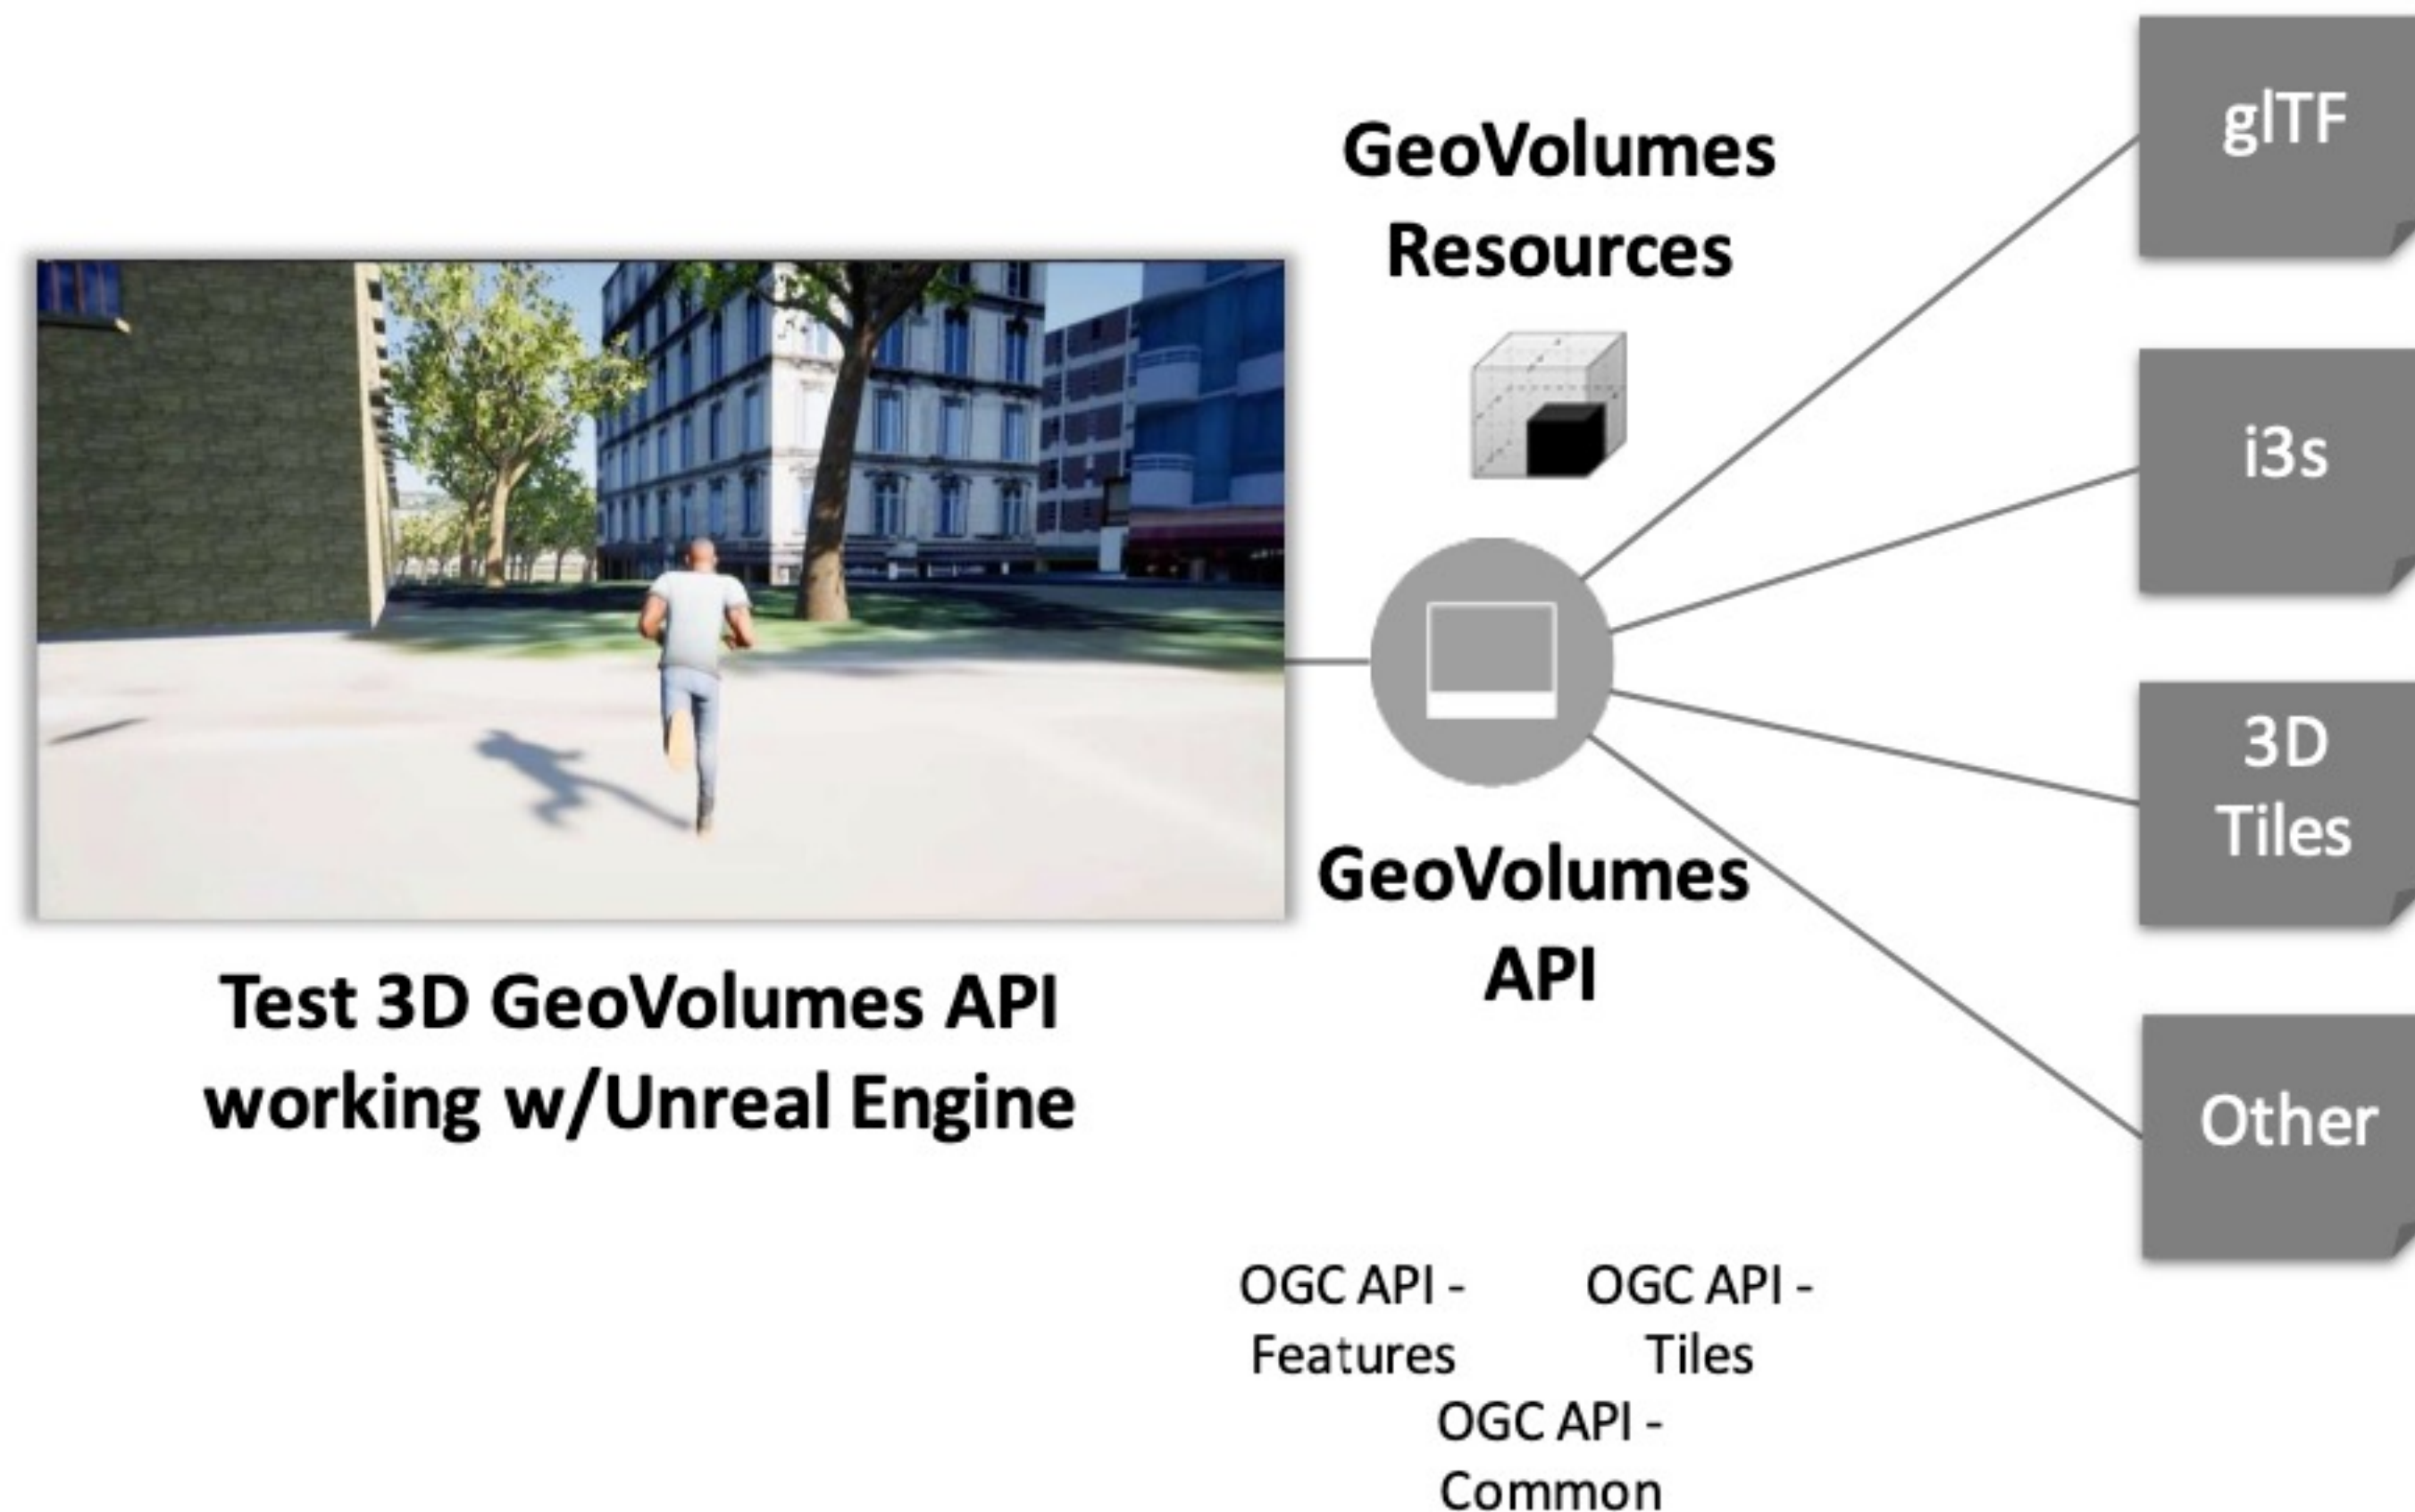 GeoVolumes
Resources
glTF
i3s
3D
Tiles
Other
GeoVolumes
API
Test 3D GeoVolumes API
working w/Unreal Engine
OGC API -
Features
OGC API -
Tiles
OGC API -
Common